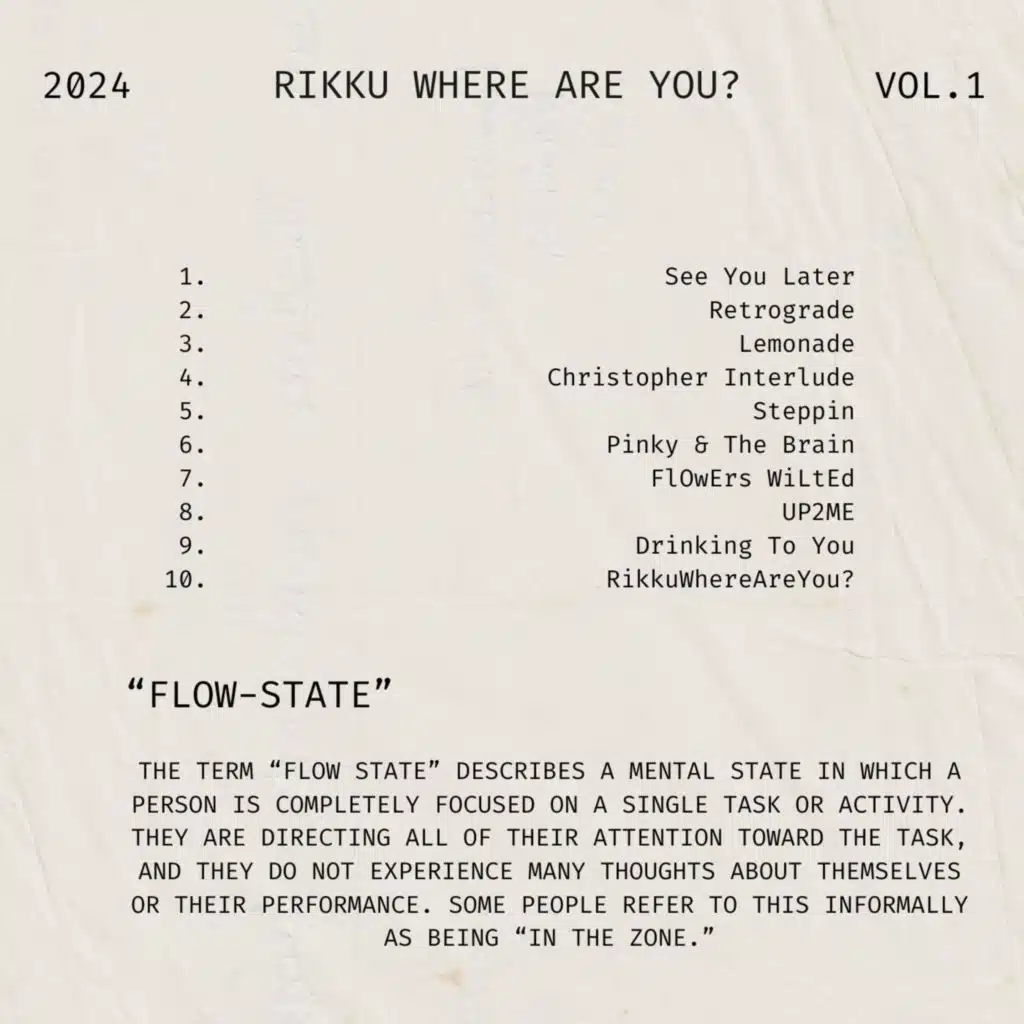 2024 RIKKU WHERE ARE YOU? VOL.1
1. See You Later
2. Retrograde
3. Lemonade
4. Christopher Interlude
5. Steppin
6. Pinky & The Brain
7. FlOwErs WiLtEd
8. UP2ME
9. Drinking To You
10. RikkuWhereAreYou?
“FLOW-STATE”
THE TERM “FLOW STATE” DESCRIBES A MENTAL STATE IN WHICH A
PERSON IS COMPLETELY FOCUSED ON A SINGLE TASK OR ACTIVITY.
THEY ARE DIRECTING ALL OF THEIR ATTENTION TOWARD THE TASK,
AND THEY DO NOT EXPERIENCE MANY THOUGHTS ABOUT THEMSELVES
OR THEIR PERFORMANCE. SOME PEOPLE REFER TO THIS INFORMALLY
AS BEING “IN THE ZONE.”